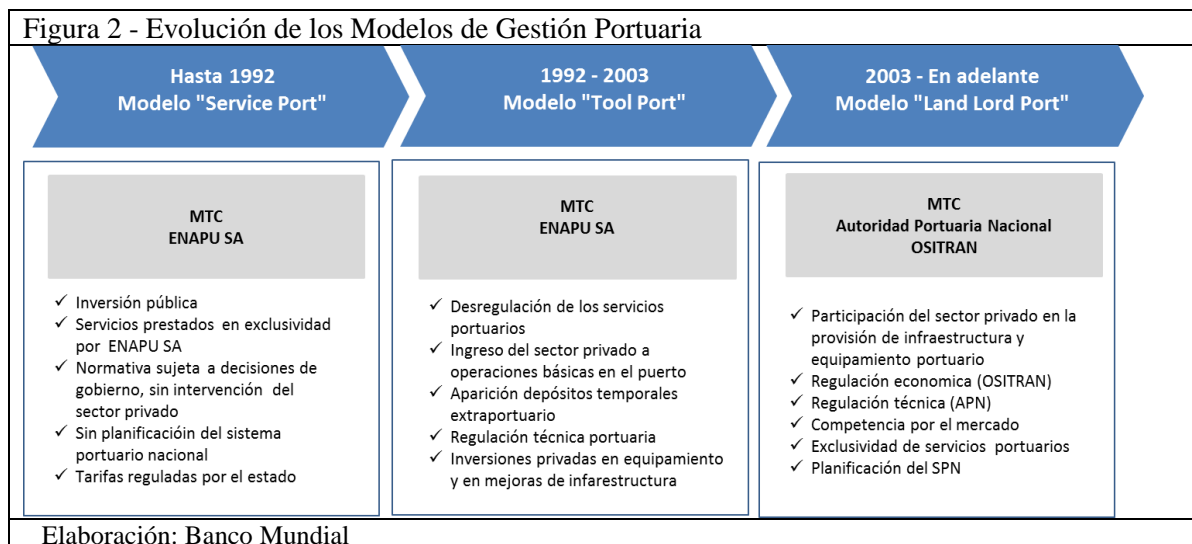 Figura 2 - Evolución de los Modelos de Gestión Portuaria
Hasta 1992
Modelo "Service Port"
1992 - 2003
Modelo "Tool Port"
2003 - En adelante
Modelo "Land Lord Port"
MTC
ENAPU SA
✓ Inversión pública
✓ Servicios prestados en exclusividad
por ENAPU SA
✓ Normativa sujeta a decisiones de
gobierno, sin intervención del
sector privado
✓ Sin planificacióin del sistema
portuario nacional
✓ Tarifas reguladas por el estado
MTC
ENAPU SA
✓ Desregulación de los servicios
portuarios
✓ Ingreso del sector privado a
operaciones básicas en el puerto
✓ Aparición depósitos temporales
extraportuario
✓ Regulación técnica portuaria
✓ Inversiones privadas en equipamiento
y en mejoras de infarestructura
MTC
Autoridad Portuaria Nacional
OSITRAN
✓ Participación del sector privado en la
provisión de infraestructura y
equipamiento portuario
✓ Regulación economica (OSITRAN)
✓ Regulación técnica (APN)
✓ Competencia por el mercado
✓ Exclusividad de servicios portuarios
✓ Planificación del SPN
Elaboración: Banco Mundial